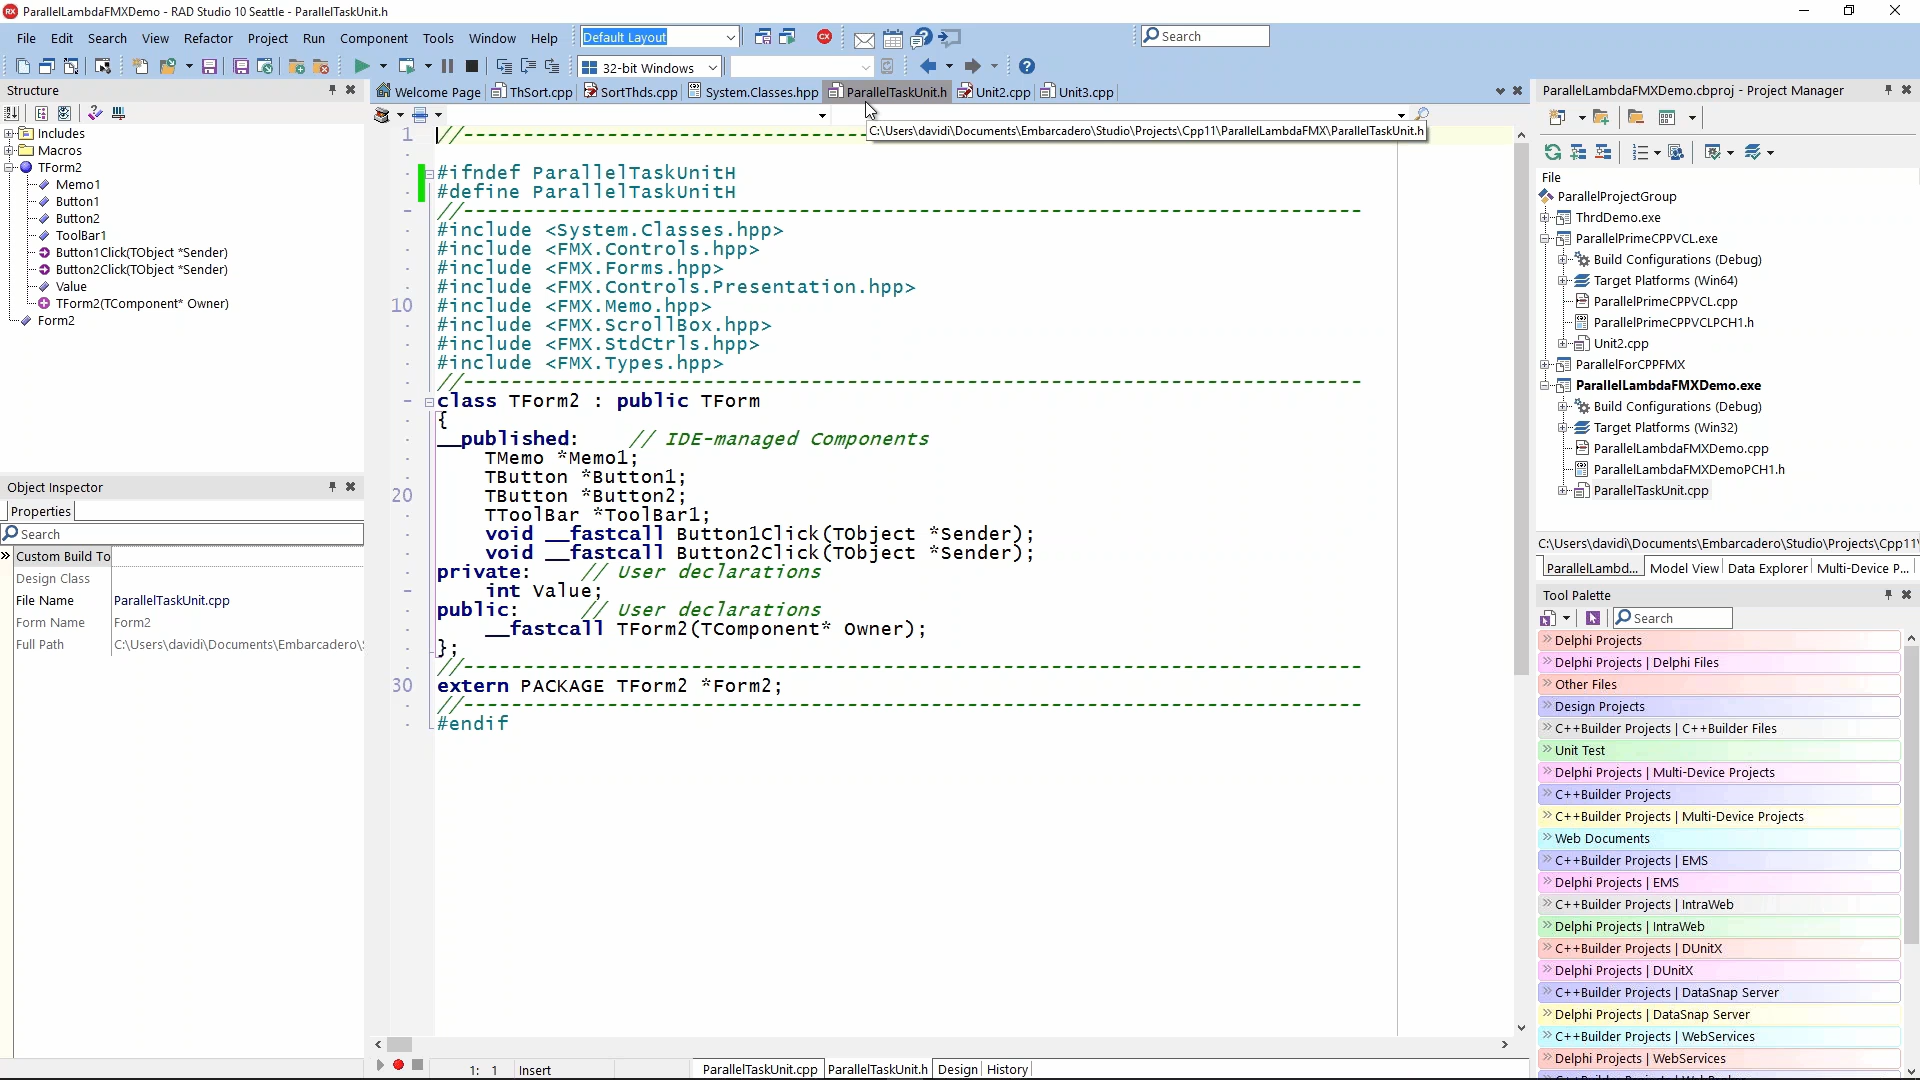 ParallelLambdaFMXDemo - RAD Studio 10 Seattle - ParallelTaskUnit.h
File Edit Search View Refactor Project Run Component Tools Window Help
Default Layout
Search
32-bit Windows
Structure
Includes
Macros
TForm2
Memo1
Button1
Button2
ToolBar1
Button1Click(TObject *Sender)
Button2Click(TObject *Sender)
Value
TForm2(TComponent* Owner)
Form2
Object Inspector
Properties
Search
Custom Build To
Design Class
File Name ParallelTaskUnit.cpp
Form Name Form2
Full Path C:\Users\davidi\Documents\Embarcadero\
Welcome Page ThSort.cpp SortThds.cpp System.Classes.hpp ParallelTaskUnit.h Unit2.cpp Unit3.cpp
C:\Users\davidi\Documents\Embarcadero\Studio\Projects\Cpp11\ParallelLambdaFMX\ParallelTaskUnit.h
1 //---------------------------------------------------------------------------
#ifndef ParallelTaskUnitH
#define ParallelTaskUnitH
//---------------------------------------------------------------------------
#include <System.Classes.hpp>
#include <FMX.Controls.hpp>
#include <FMX.Forms.hpp>
#include <FMX.Controls.Presentation.hpp>
10 #include <FMX.Memo.hpp>
#include <FMX.ScrollBox.hpp>
#include <FMX.StdCtrls.hpp>
#include <FMX.Types.hpp>
//---------------------------------------------------------------------------
class TForm2 : public TForm
{
__published: // IDE-managed Components
TMemo *Memo1;
TButton *Button1;
20 TButton *Button2;
TToolBar *ToolBar1;
void __fastcall Button1Click(TObject *Sender);
void __fastcall Button2Click(TObject *Sender);
private: // User declarations
int Value;
public: // User declarations
__fastcall TForm2(TComponent* Owner);
};
//---------------------------------------------------------------------------
30 extern PACKAGE TForm2 *Form2;
//---------------------------------------------------------------------------
#endif
1: 1 Insert
ParallelTaskUnit.cpp ParallelTaskUnit.h Design History
ParallelLambdaFMXDemo.cbproj - Project Manager
File
ParallelProjectGroup
ThrdDemo.exe
ParallelPrimeCPPVCL.exe
Build Configurations (Debug)
Target Platforms (Win64)
ParallelPrimeCPPVCL.cpp
ParallelPrimeCPPVCLPCH1.h
Unit2.cpp
ParallelForCPPFMX
ParallelLambdaFMXDemo.exe
Build Configurations (Debug)
Target Platforms (Win32)
ParallelLambdaFMXDemo.cpp
ParallelLambdaFMXDemoPCH1.h
ParallelTaskUnit.cpp
C:\Users\davidi\Documents\Embarcadero\Studio\Projects\Cpp11\
ParallelLambd... Model View Data Explorer Multi-Device P...
Tool Palette
Search
Delphi Projects
Delphi Projects | Delphi Files
Other Files
Design Projects
C++Builder Projects | C++Builder Files
Unit Test
Delphi Projects | Multi-Device Projects
C++Builder Projects
C++Builder Projects | Multi-Device Projects
Web Documents
C++Builder Projects | EMS
Delphi Projects | EMS
C++Builder Projects | IntraWeb
Delphi Projects | IntraWeb
C++Builder Projects | DUnitX
Delphi Projects | DUnitX
C++Builder Projects | DataSnap Server
Delphi Projects | DataSnap Server
C++Builder Projects | WebServices
Delphi Projects | WebServices